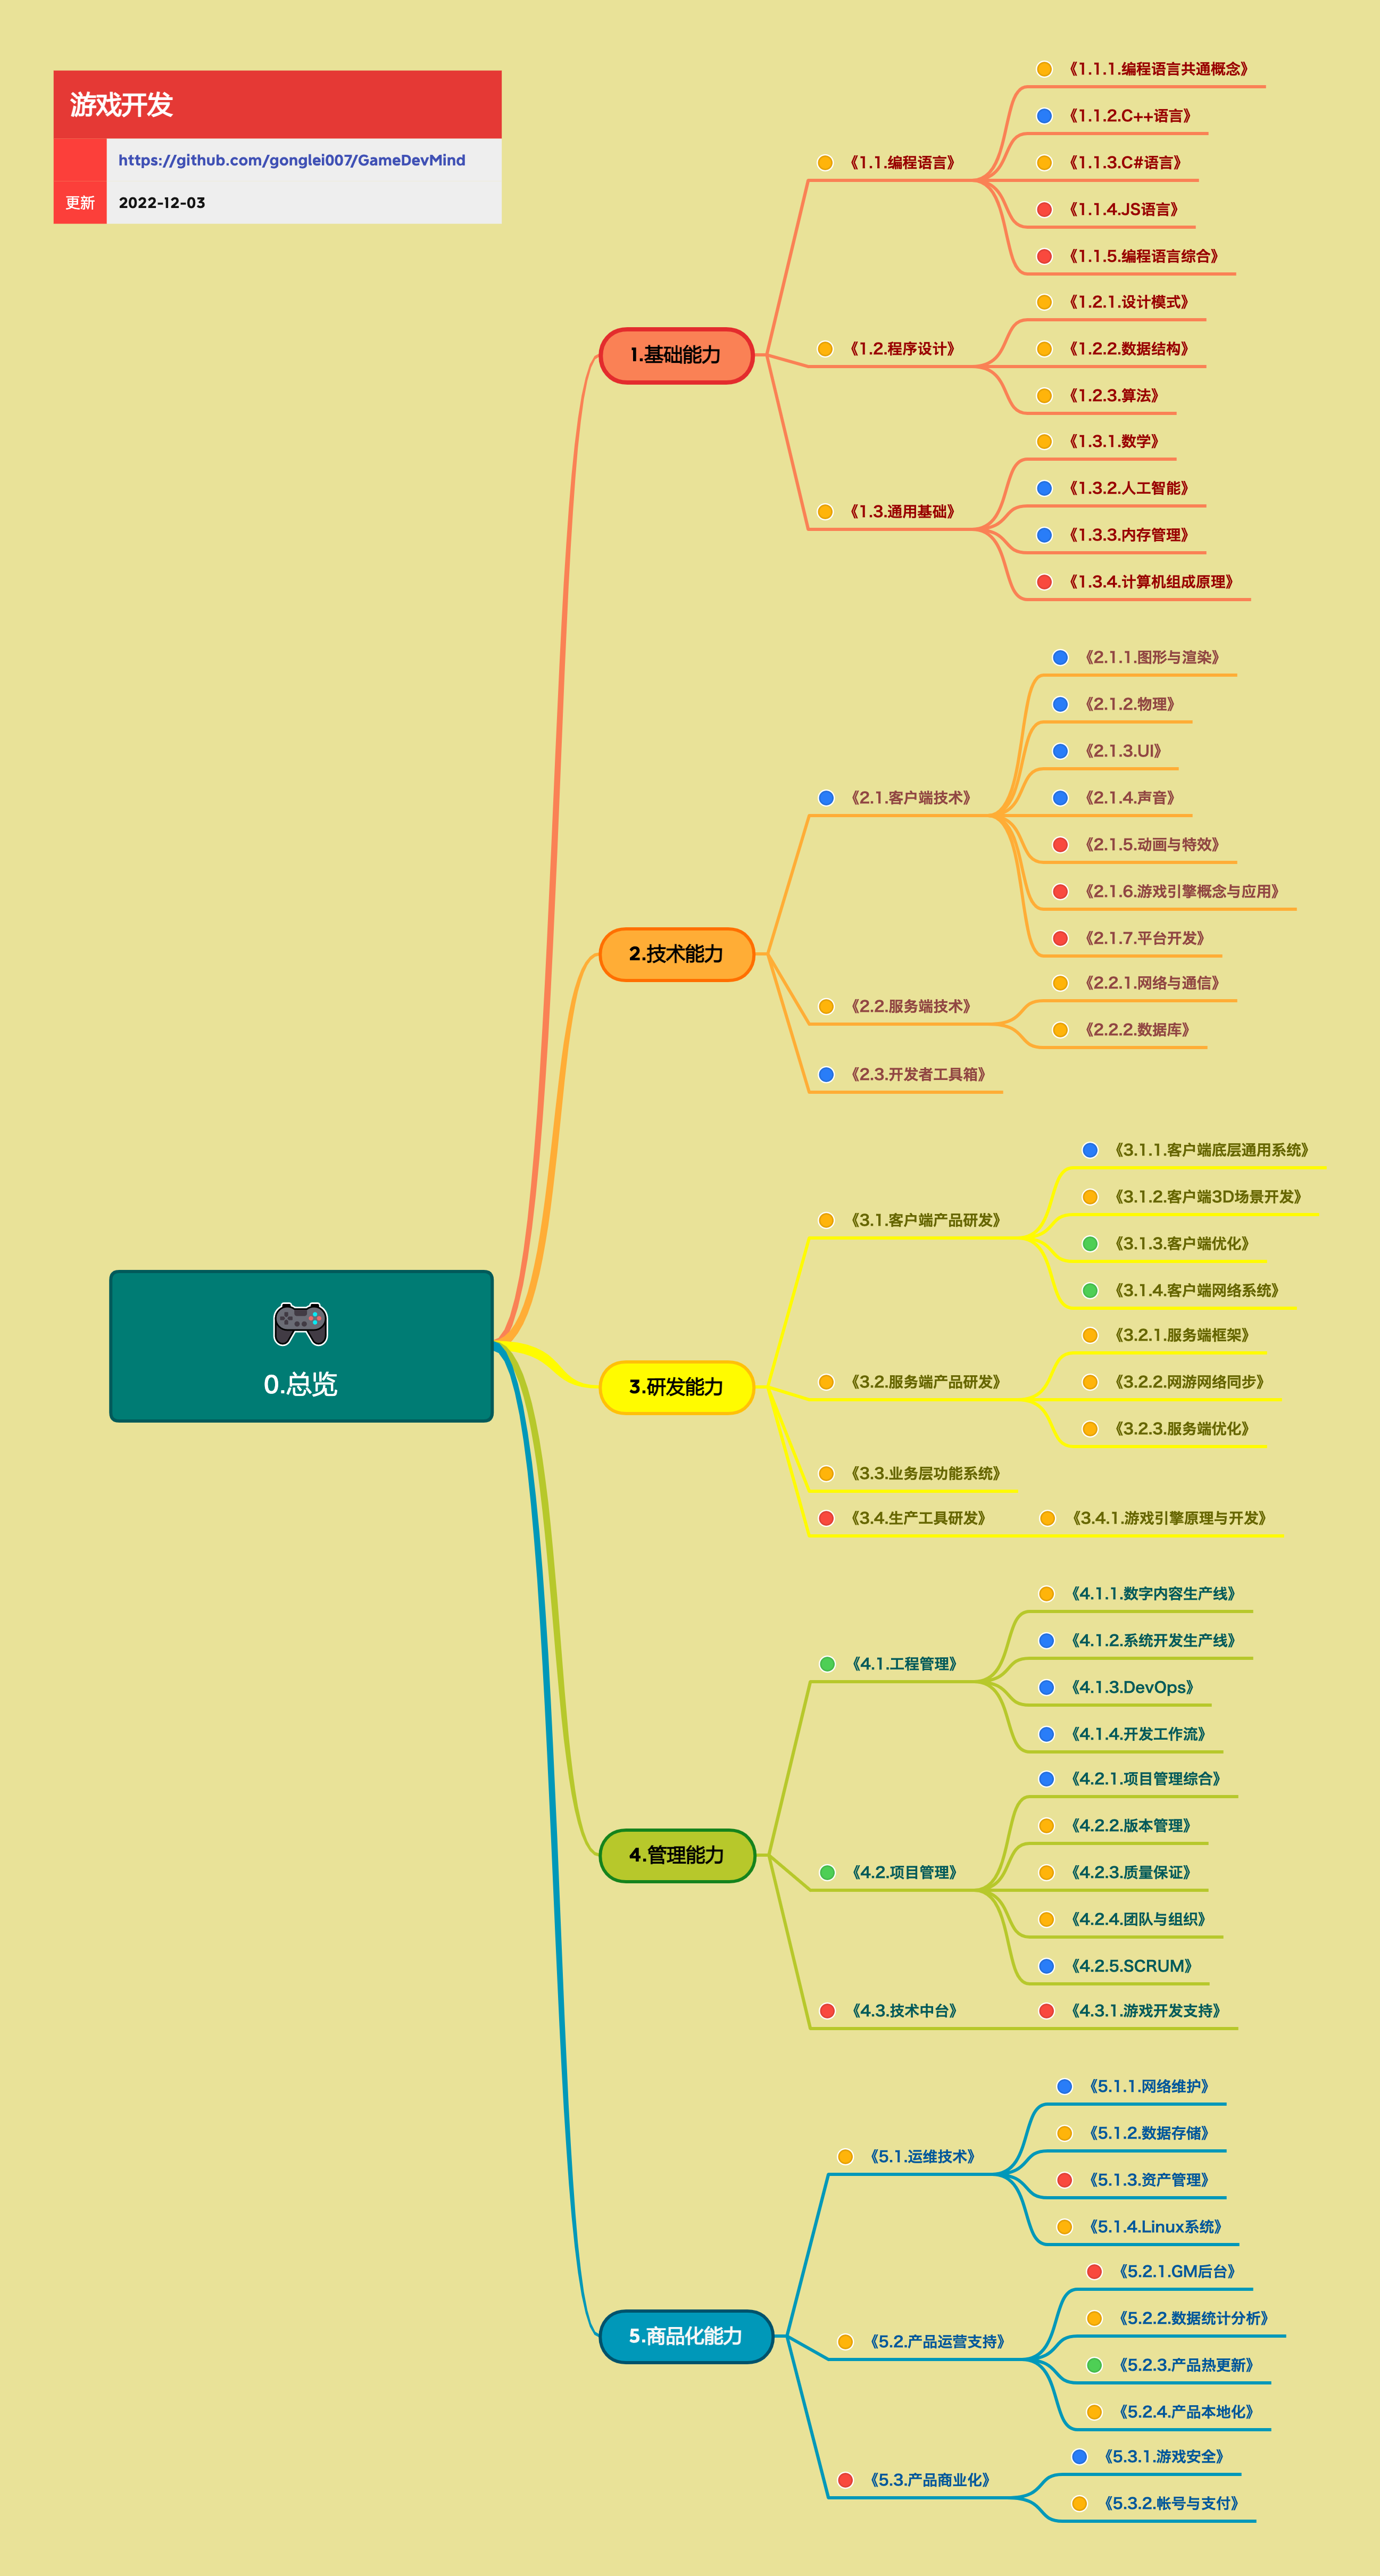 游戏开发
https://github.com/gonglei007/GameDevMind
更新 2022-12-03
0.总览
1.基础能力
《1.1.编程语言》
《1.1.1.编程语言共通概念》
《1.1.2.C++语言》
《1.1.3.C#语言》
《1.1.4.JS语言》
《1.1.5.编程语言综合》
《1.2.程序设计》
《1.2.1.设计模式》
《1.2.2.数据结构》
《1.2.3.算法》
《1.3.通用基础》
《1.3.1.数学》
《1.3.2.人工智能》
《1.3.3.内存管理》
《1.3.4.计算机组成原理》
2.技术能力
《2.1.客户端技术》
《2.1.1.图形与渲染》
《2.1.2.物理》
《2.1.3.UI》
《2.1.4.声音》
《2.1.5.动画与特效》
《2.1.6.游戏引擎概念与应用》
《2.1.7.平台开发》
《2.2.服务端技术》
《2.2.1.网络与通信》
《2.2.2.数据库》
《2.3.开发者工具箱》
3.研发能力
《3.1.客户端产品研发》
《3.1.1.客户端底层通用系统》
《3.1.2.客户端3D场景开发》
《3.1.3.客户端优化》
《3.1.4.客户端网络系统》
《3.2.服务端产品研发》
《3.2.1.服务端框架》
《3.2.2.网游网络同步》
《3.2.3.服务端优化》
《3.3.业务层功能系统》
《3.4.生产工具研发》
《3.4.1.游戏引擎原理与开发》
4.管理能力
《4.1.工程管理》
《4.1.1.数字内容生产线》
《4.1.2.系统开发生产线》
《4.1.3.DevOps》
《4.1.4.开发工作流》
《4.2.项目管理》
《4.2.1.项目管理综合》
《4.2.2.版本管理》
《4.2.3.质量保证》
《4.2.4.团队与组织》
《4.2.5.SCRUM》
《4.3.技术中台》
《4.3.1.游戏开发支持》
5.商品化能力
《5.1.运维技术》
《5.1.1.网络维护》
《5.1.2.数据存储》
《5.1.3.资产管理》
《5.1.4.Linux系统》
《5.2.产品运营支持》
《5.2.1.GM后台》
《5.2.2.数据统计分析》
《5.2.3.产品热更新》
《5.2.4.产品本地化》
《5.3.产品商业化》
《5.3.1.游戏安全》
《5.3.2.帐号与支付》